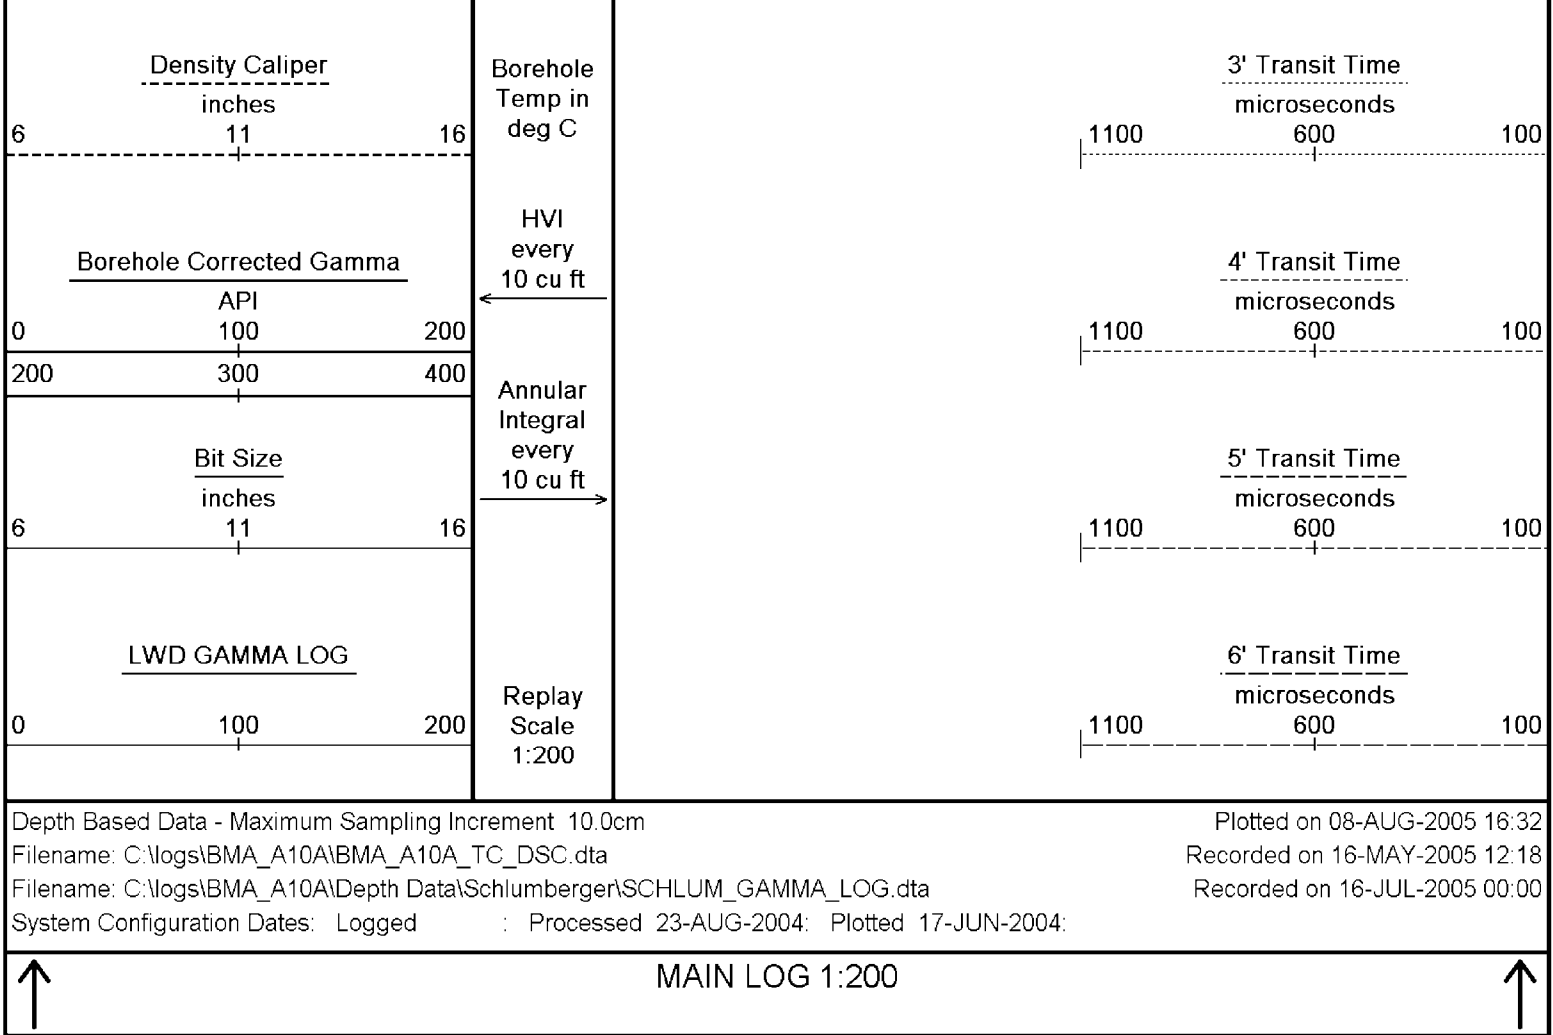 Density Caliper
inches
6 11 16
Borehole Corrected Gamma
API
0 100 200
200 300 400
Bit Size
inches
6 11 16
LWD GAMMA LOG
0 100 200
Borehole
Temp in
deg C
HVI
every
10 cu ft
Annular
Integral
every
10 cu ft
Replay
Scale
1:200
3' Transit Time
microseconds
1100 600 100
4' Transit Time
microseconds
1100 600 100
5' Transit Time
microseconds
1100 600 100
6' Transit Time
microseconds
1100 600 100
Depth Based Data - Maximum Sampling Increment 10.0cm Plotted on 08-AUG-2005 16:32
Filename: C:\logs\BMA_A10A\BMA_A10A_TC_DSC.dta Recorded on 16-MAY-2005 12:18
Filename: C:\logs\BMA_A10A\Depth Data\Schlumberger\SCHLUM_GAMMA_LOG.dta Recorded on 16-JUL-2005 00:00
System Configuration Dates: Logged : Processed 23-AUG-2004: Plotted 17-JUN-2004:
MAIN LOG 1:200